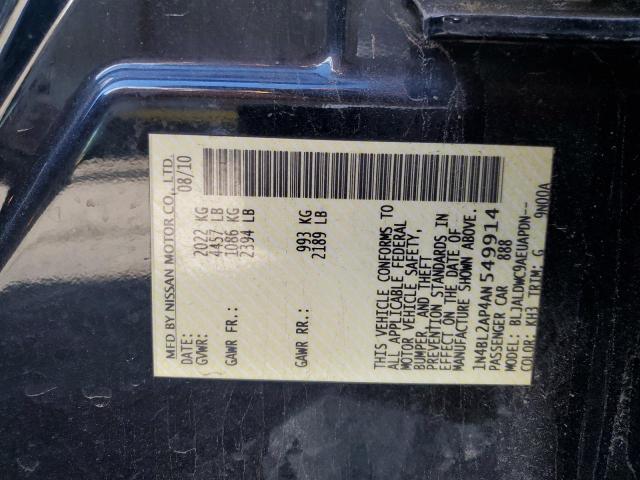 MFD BY NISSAN MOTOR CO., LTD.
DATE: 08/10
GVWR: 2022 KG
4457 LB
GAWR FR.: 1086 KG
2394 LB
GAWR RR.: 993 KG
2189 LB
THIS VEHICLE CONFORMS TO
ALL APPLICABLE FEDERAL
MOTOR VEHICLE SAFETY,
BUMPER, AND THEFT
PREVENTION STANDARDS IN
EFFECT ON THE DATE OF
MANUFACTURE SHOWN ABOVE.
1N4BL2AP4AN549914
PASSENGER CAR 888
MODEL: BLJALDWC9AEUAPDN--
COLOR: KH3 TRIM: G 9N00A